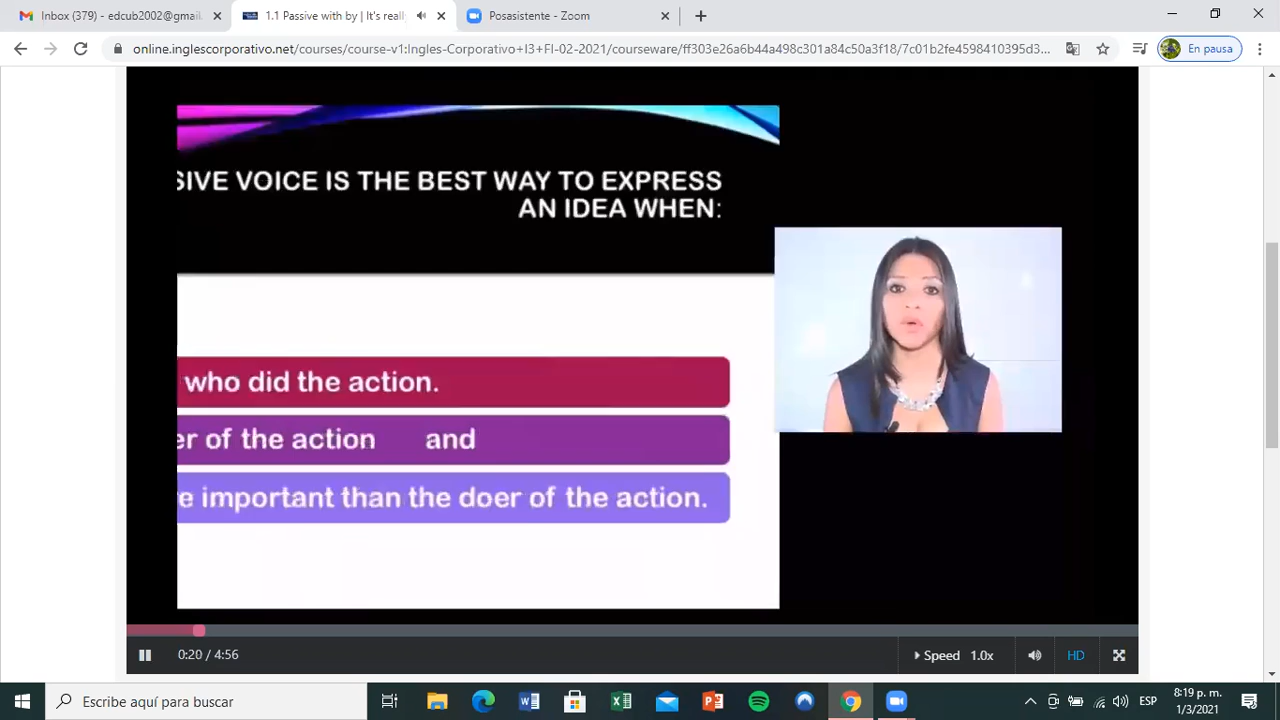 Inbox (379) - edcub2002@gmai
1.1 Passive with by | It's reall
Posasistente - Zoom
online.inglescorporativo.net/courses/course-v1:Ingles-Corporativo+I3+FI-02-2021/courseware/ff303e26a6b44a498c301a84c50a3f18/7c01b2fe4598410395d3...
En pausa
SIVE VOICE IS THE BEST WAY TO EXPRESS
AN IDEA WHEN:
who did the action.
er of the action and
e important than the doer of the action.
0:20 / 4:56
Speed 1.0x
HD
Escribe aquí para buscar
ESP
8:19 p. m.
1/3/2021